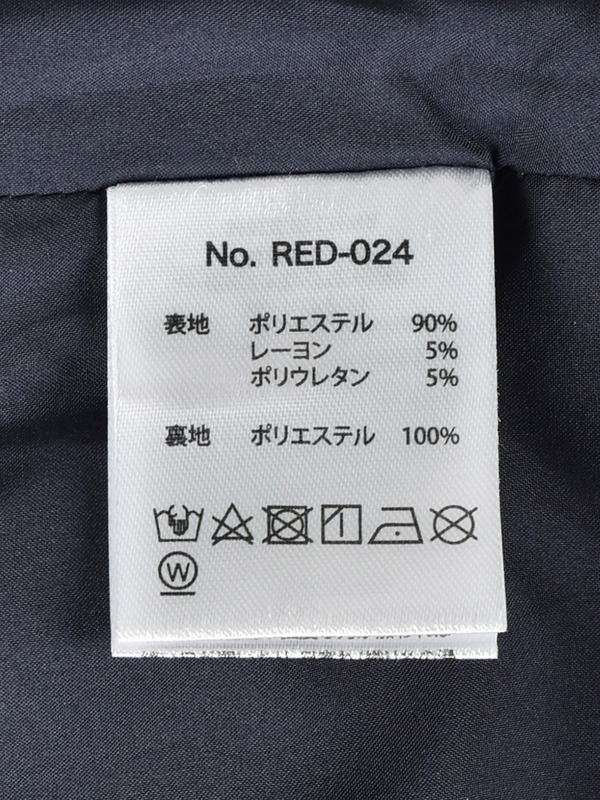 No. RED-024
表地 ポリエステル 90%
レーヨン 5%
ポリウレタン 5%
裏地 ポリエステル 100%
W